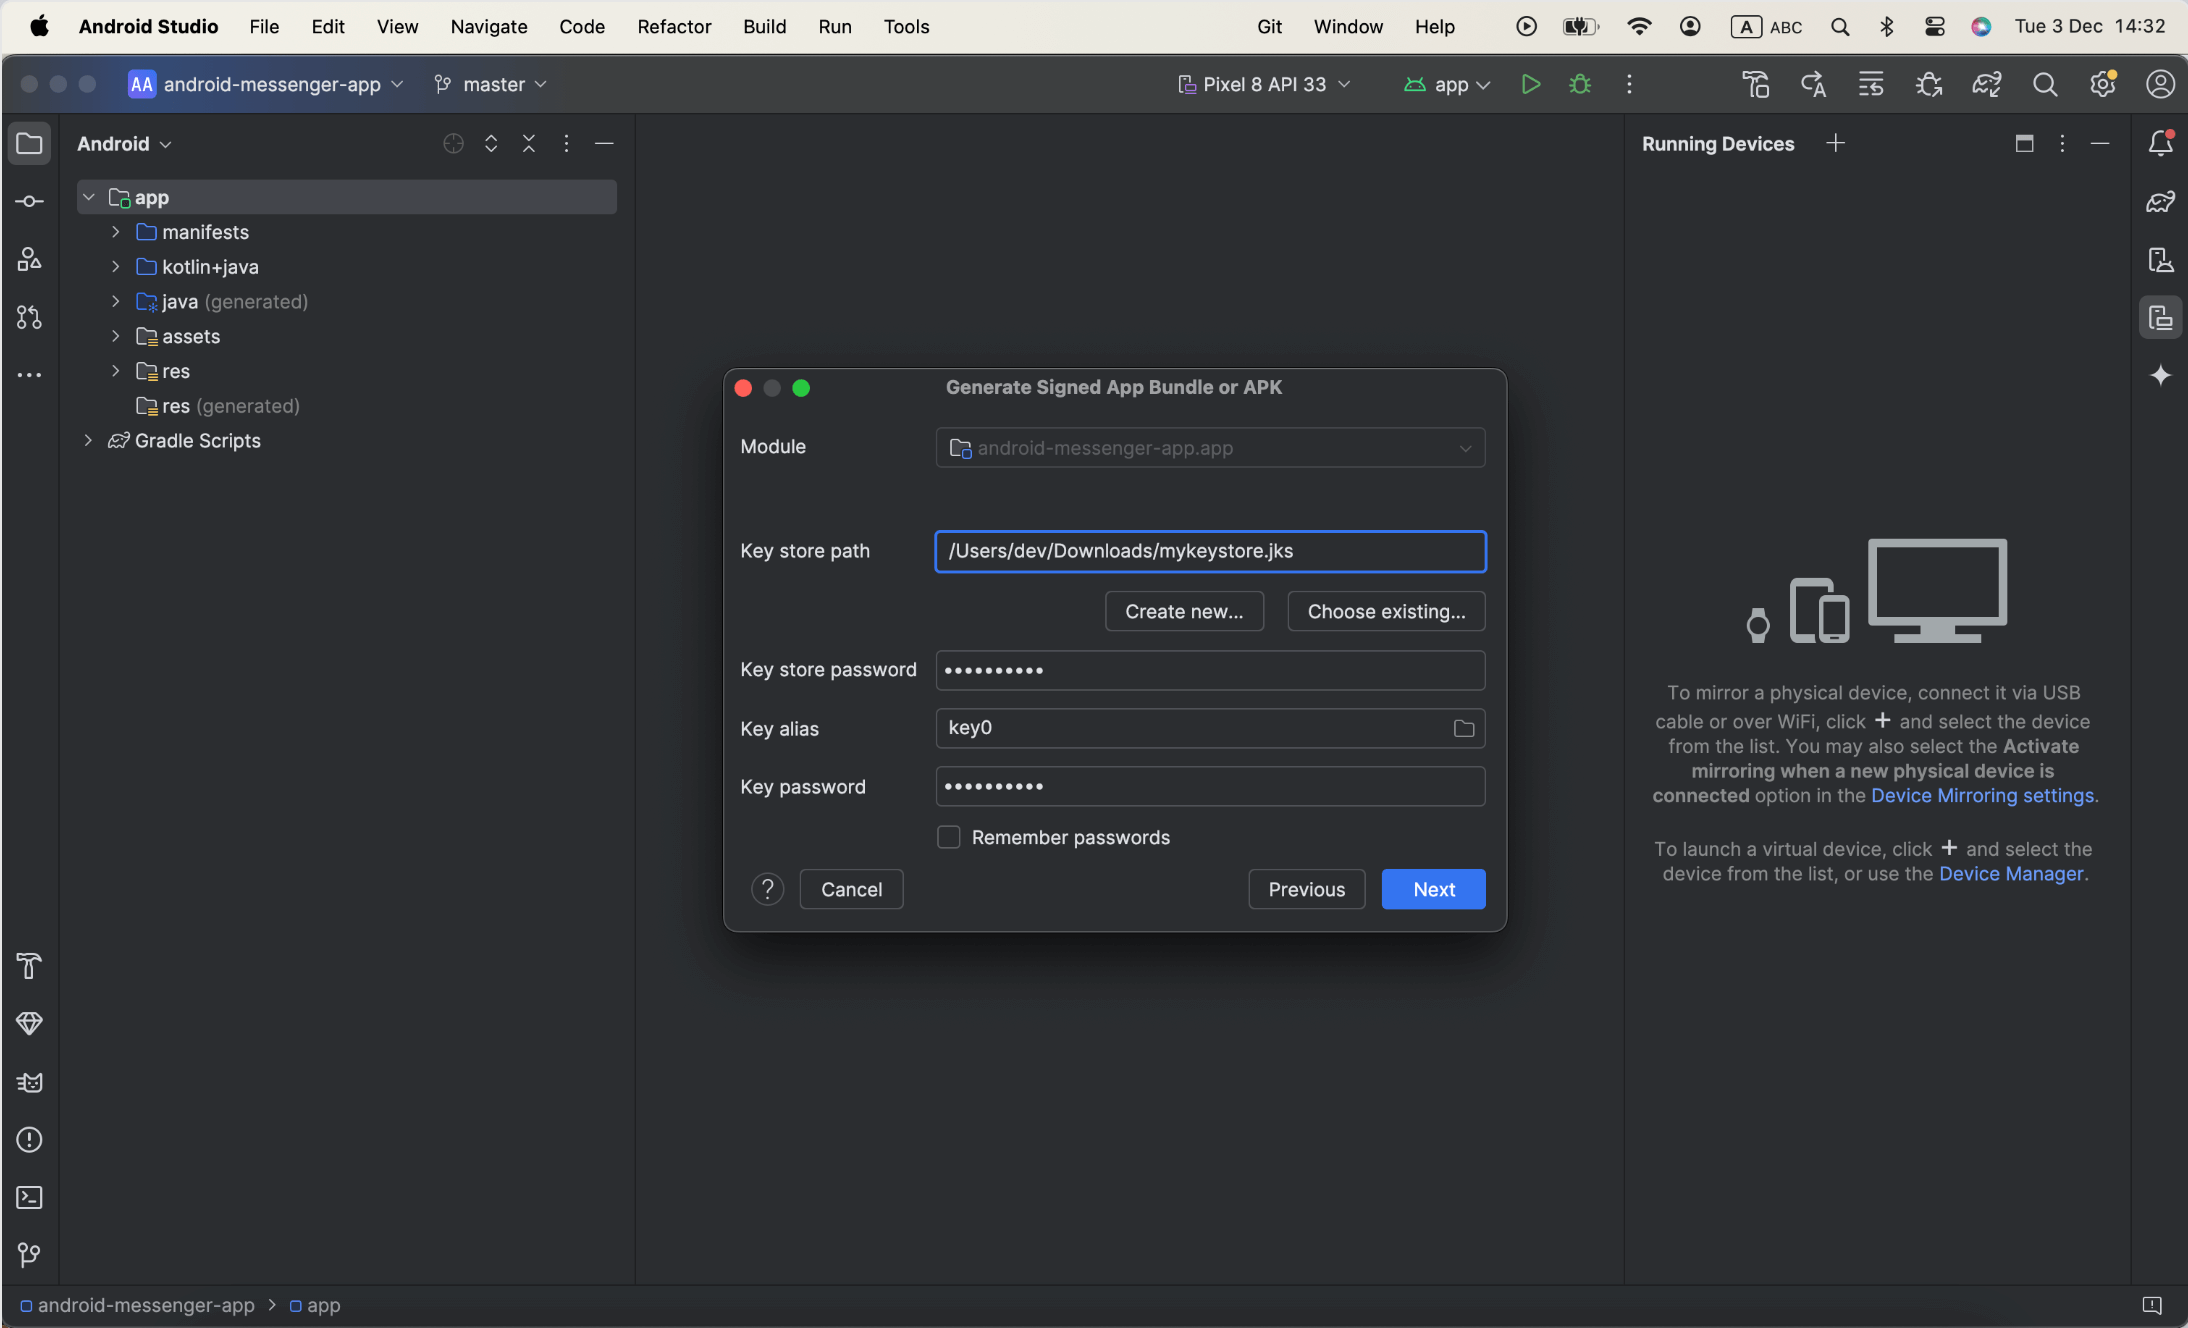 Android Studio File Edit View Navigate Code Refactor Build Run Tools Git Window Help A ABC Tue 3 Dec 14:32
AA android-messenger-app master Pixel 8 API 33 app
Android
app
manifests
kotlin+java
java (generated)
assets
res
res (generated)
Gradle Scripts
Generate Signed App Bundle or APK
Module android-messenger-app.app
Key store path /Users/dev/Downloads/mykeystore.jks
Create new... Choose existing...
Key store password ••••••••••
Key alias key0
Key password ••••••••••
Remember passwords
? Cancel Previous Next
Running Devices
To mirror a physical device, connect it via USB
cable or over WiFi, click + and select the device
from the list. You may also select the Activate
mirroring when a new physical device is
connected option in the Device Mirroring settings.
To launch a virtual device, click + and select the
device from the list, or use the Device Manager.
android-messenger-app > app